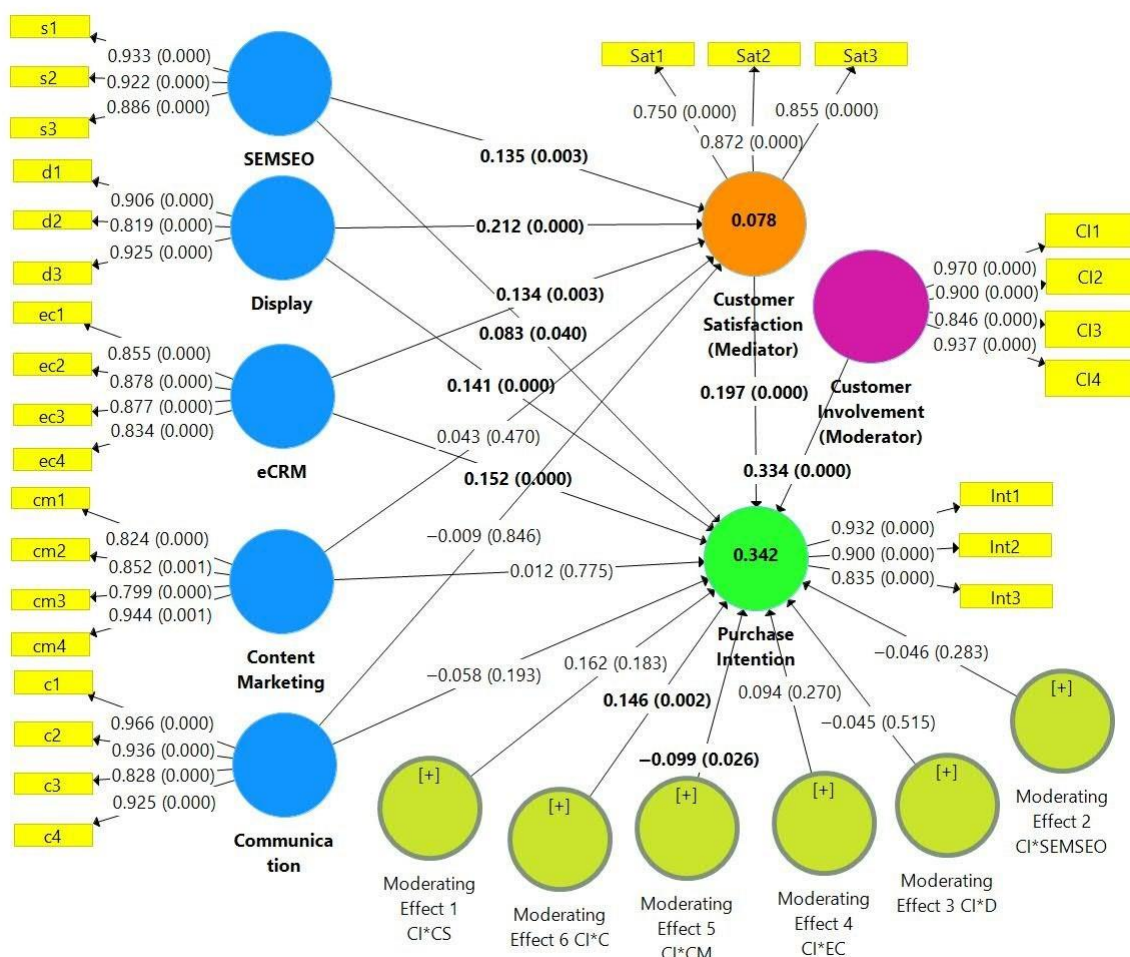 s1
0.933 (0.000)
s2
0.922 (0.000)
0.886 (0.000)
s3
SEMSEO
d1
0.906 (0.000)
d2
0.819 (0.000)
0.925 (0.000)
d3
Display
ec1
0.855 (0.000)
ec2
0.878 (0.000)
ec3
0.877 (0.000)
0.834 (0.000)
ec4
eCRM
cm1
0.824 (0.000)
cm2
0.852 (0.001)
cm3
0.799 (0.000)
0.944 (0.001)
cm4
Content
Marketing
c1
0.966 (0.000)
c2
0.936 (0.000)
c3
0.828 (0.000)
0.925 (0.000)
c4
Communica
tion
Sat1
Sat2
Sat3
0.750 (0.000)
0.872 (0.000)
0.855 (0.000)
0.135 (0.003)
0.212 (0.000)
0.134 (0.003)
0.083 (0.040)
0.141 (0.000)
0.043 (0.470)
0.152 (0.000)
−0.009 (0.846)
0.012 (0.775)
−0.058 (0.193)
0.078
Customer
Satisfaction
(Mediator)
0.197 (0.000)
CI1
0.970 (0.000)
CI2
0.900 (0.000)
0.846 (0.000)
CI3
0.937 (0.000)
CI4
Customer
Involvement
(Moderator)
0.334 (0.000)
0.342
Purchase
Intention
Int1
0.932 (0.000)
Int2
0.900 (0.000)
0.835 (0.000)
Int3
0.162 (0.183)
0.146 (0.002)
−0.099 (0.026)
0.094 (0.270)
−0.045 (0.515)
−0.046 (0.283)
[+]
Moderating
Effect 1
CI*CS
[+]
Moderating
Effect 6 CI*C
[+]
Moderating
Effect 5
CI*CM
[+]
Moderating
Effect 4
CI*EC
[+]
Moderating
Effect 3 CI*D
[+]
Moderating
Effect 2
CI*SEMSEO